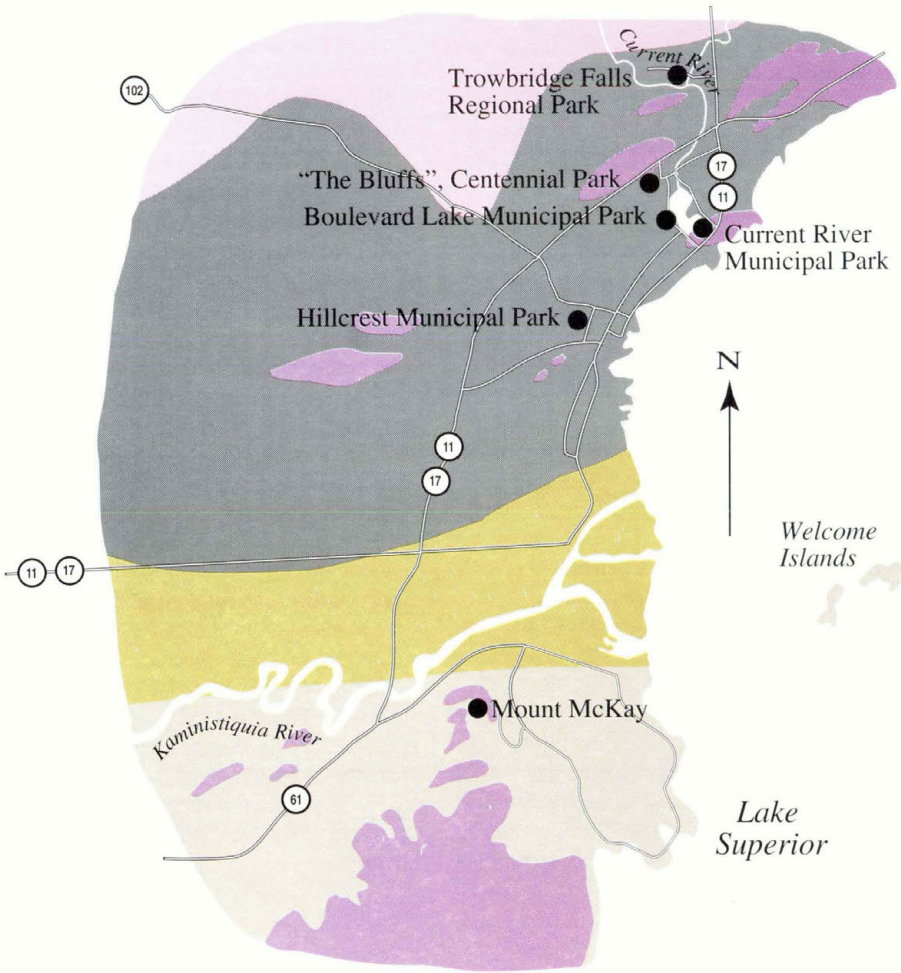 Current River
Trowbridge Falls
Regional Park
102
"The Bluffs", Centennial Park
17
11
Boulevard Lake Municipal Park
Current River
Municipal Park
Hillcrest Municipal Park
N
11
17
Welcome
Islands
11
17
Mount McKay
Kaministiquia River
61
Lake
Superior